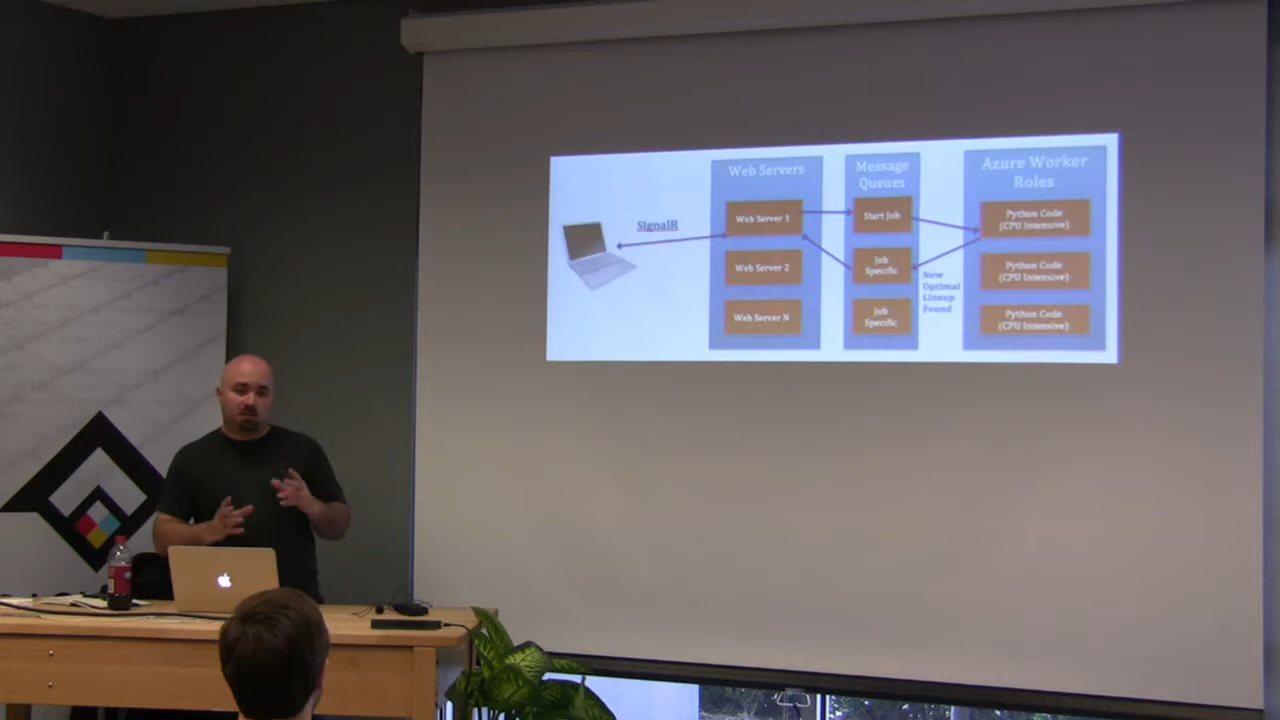 SignalR
Web Servers
Web Server 1
Web Server 2
Web Server N
Message
Queues
Start Job
Job
Specific
Job
Specific
New
Optimal
Lineup
Found
Azure Worker
Roles
Python Code
(CPU Intensive)
Python Code
(CPU Intensive)
Python Code
(CPU Intensive)